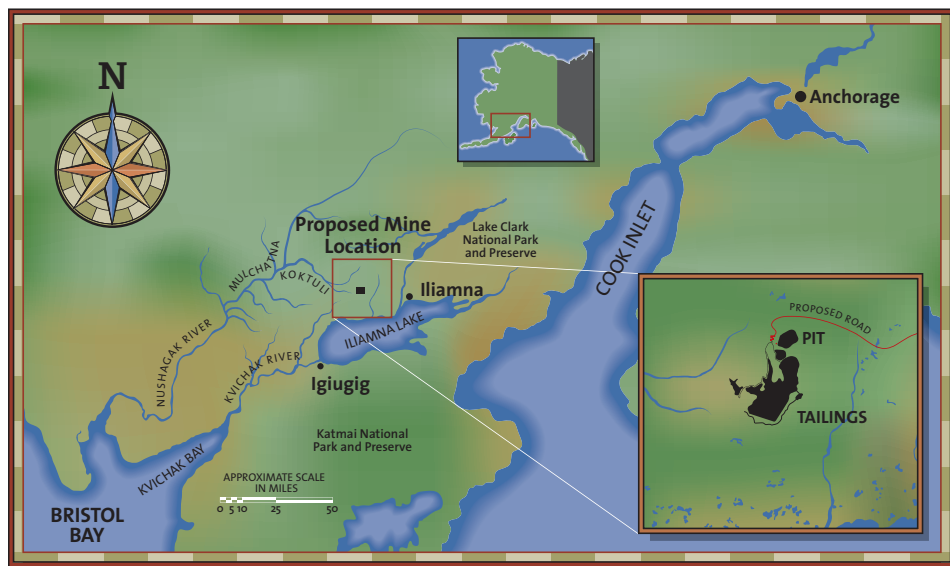 N
Anchorage
Proposed Mine
Location
Lake Clark
National Park
and Preserve
COOK INLET
MULCHATNA
KOKTULI
Iliamna
ILIAMNA LAKE
NUSHAGAK RIVER
KVICHAK RIVER
Igiugig
PROPOSED ROAD
PIT
TAILINGS
Katmai National
Park and Preserve
KVICHAK BAY
APPROXIMATE SCALE
IN MILES
0 5 10 25 50
BRISTOL
BAY